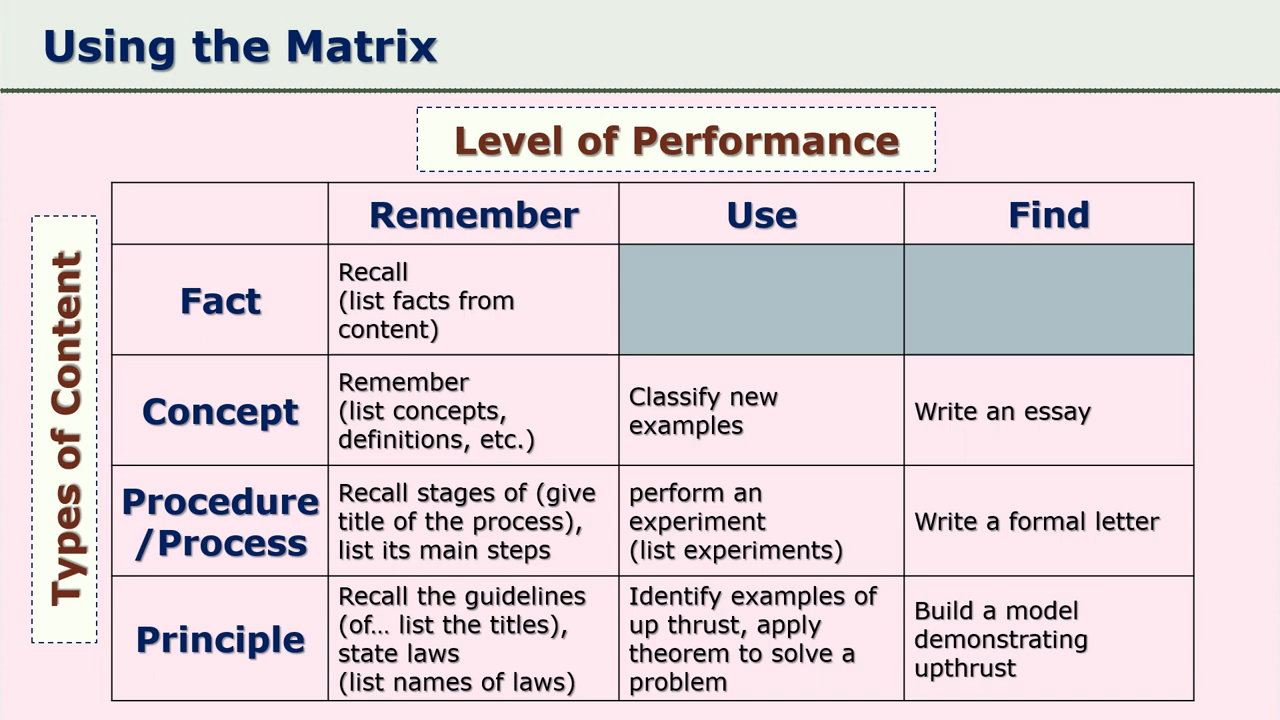 Using the Matrix
Level of Performance
Types of Content
Remember
Use
Find
Fact
Recall
(list facts from
content)
Concept
Remember
(list concepts,
definitions, etc.)
Classify new
examples
Write an essay
Procedure
/Process
Recall stages of (give
title of the process),
list its main steps
perform an
experiment
(list experiments)
Write a formal letter
Principle
Recall the guidelines
(of... list the titles),
state laws
(list names of laws)
Identify examples of
up thrust, apply
theorem to solve a
problem
Build a model
demonstrating
upthrust